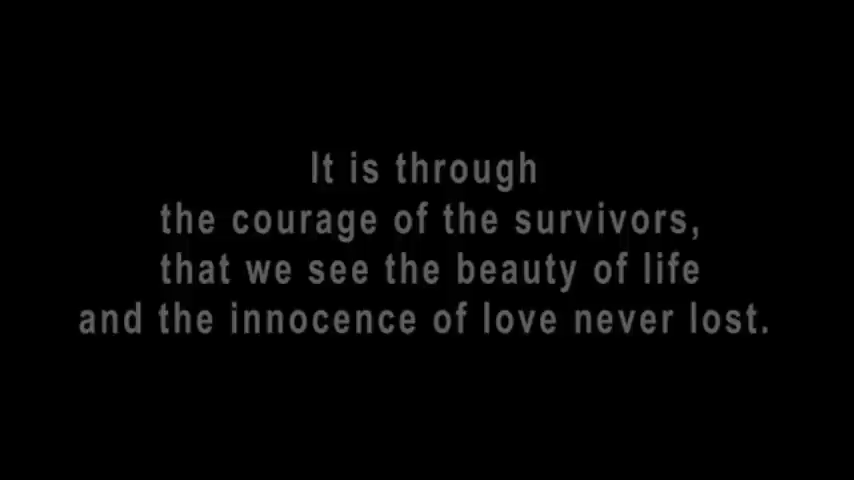 It is through
the courage of the survivors,
that we see the beauty of life
and the innocence of love never lost.